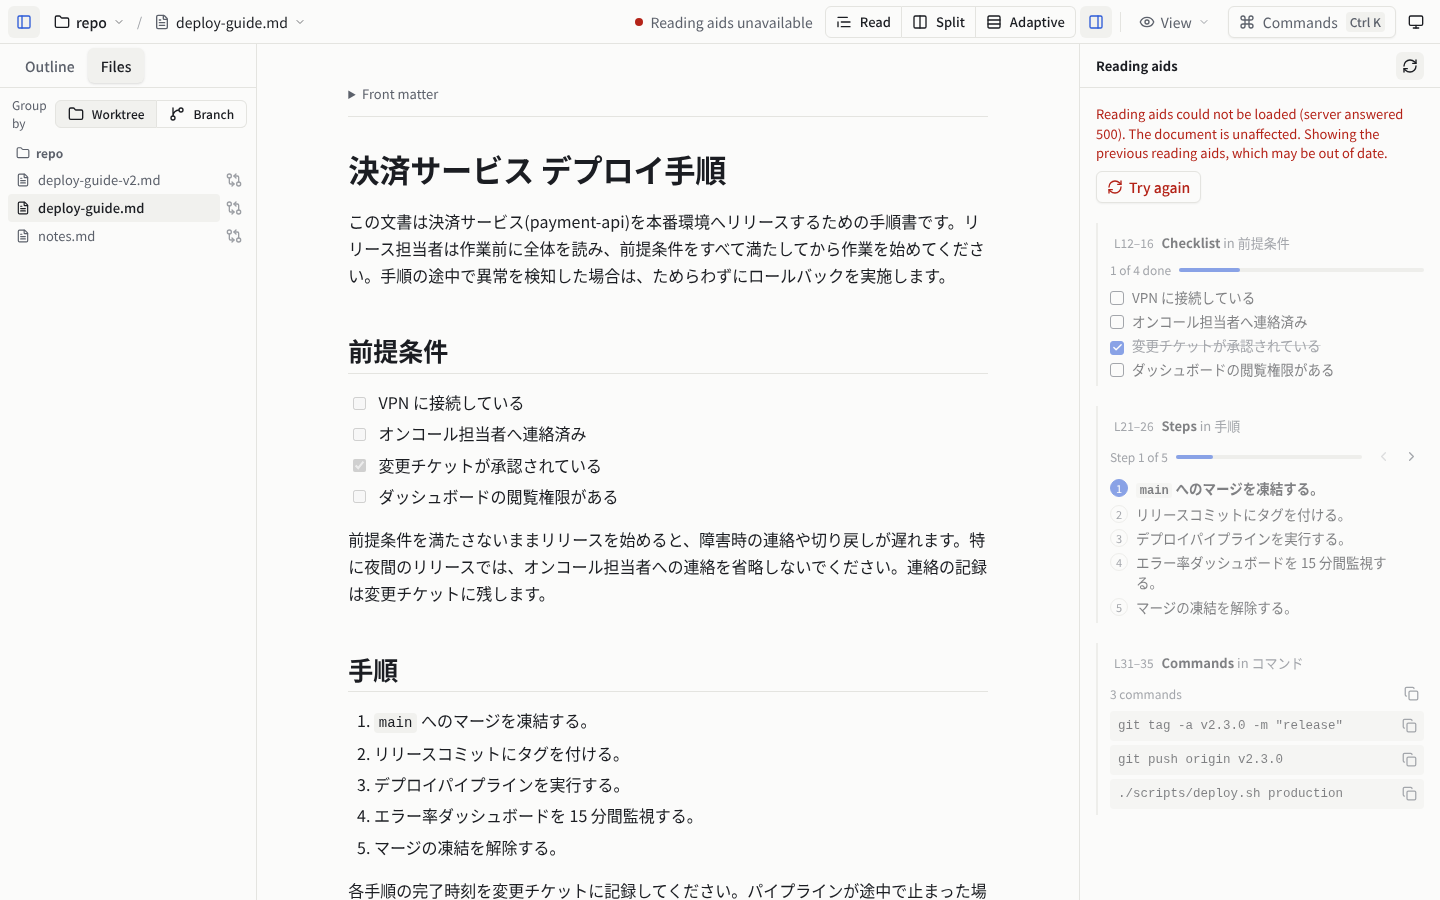 repo / deploy-guide.md
Reading aids unavailable
Read Split Adaptive
View
Commands Ctrl K
Outline Files
Group by
Worktree Branch
repo
deploy-guide-v2.md
deploy-guide.md
notes.md
Front matter
決済サービス デプロイ手順
この文書は決済サービス(payment-api)を本番環境へリリースするための手順書です。リ
リース担当者は作業前に全体を読み、前提条件をすべて満たしてから作業を始めてくださ
い。手順の途中で異常を検知した場合は、ためらわずにロールバックを実施します。
前提条件
VPN に接続している
オンコール担当者へ連絡済み
変更チケットが承認されている
ダッシュボードの閲覧権限がある
前提条件を満たさないままリリースを始めると、障害時の連絡や切り戻しが遅れます。特
に夜間のリリースでは、オンコール担当者への連絡を省略しないでください。連絡の記録
は変更チケットに残します。
手順
1. main へのマージを凍結する。
2. リリースコミットにタグを付ける。
3. デプロイパイプラインを実行する。
4. エラー率ダッシュボードを 15 分間監視する。
5. マージの凍結を解除する。
各手順の完了時刻を変更チケットに記録してください。パイプラインが途中で止まった場
Reading aids
Reading aids could not be loaded (server answered
500). The document is unaffected. Showing the
previous reading aids, which may be out of date.
Try again
L12–16 Checklist in 前提条件
1 of 4 done
VPN に接続している
オンコール担当者へ連絡済み
変更チケットが承認されている
ダッシュボードの閲覧権限がある
L21–26 Steps in 手順
Step 1 of 5
1 main へのマージを凍結する。
2 リリースコミットにタグを付ける。
3 デプロイパイプラインを実行する。
4 エラー率ダッシュボードを 15 分間監視す
る。
5 マージの凍結を解除する。
L31–35 Commands in コマンド
3 commands
git tag -a v2.3.0 -m "release"
git push origin v2.3.0
./scripts/deploy.sh production